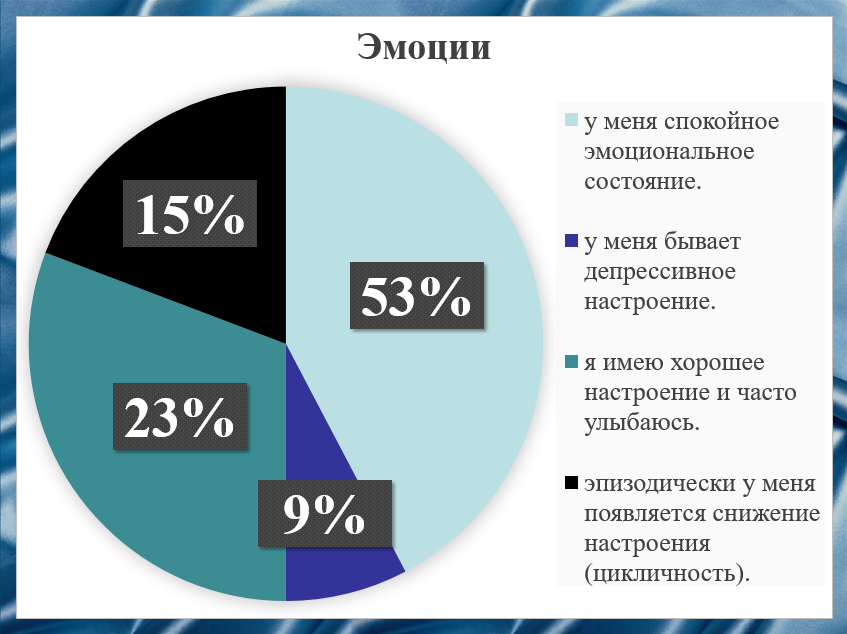 Эмоции
15%
53%
23%
9%
у меня спокойное
эмоциональное
состояние.
у меня бывает
депрессивное
настроение.
я имею хорошее
настроение и часто
улыбаюсь.
эпизодически у меня
появляется снижение
настроения
(цикличность).